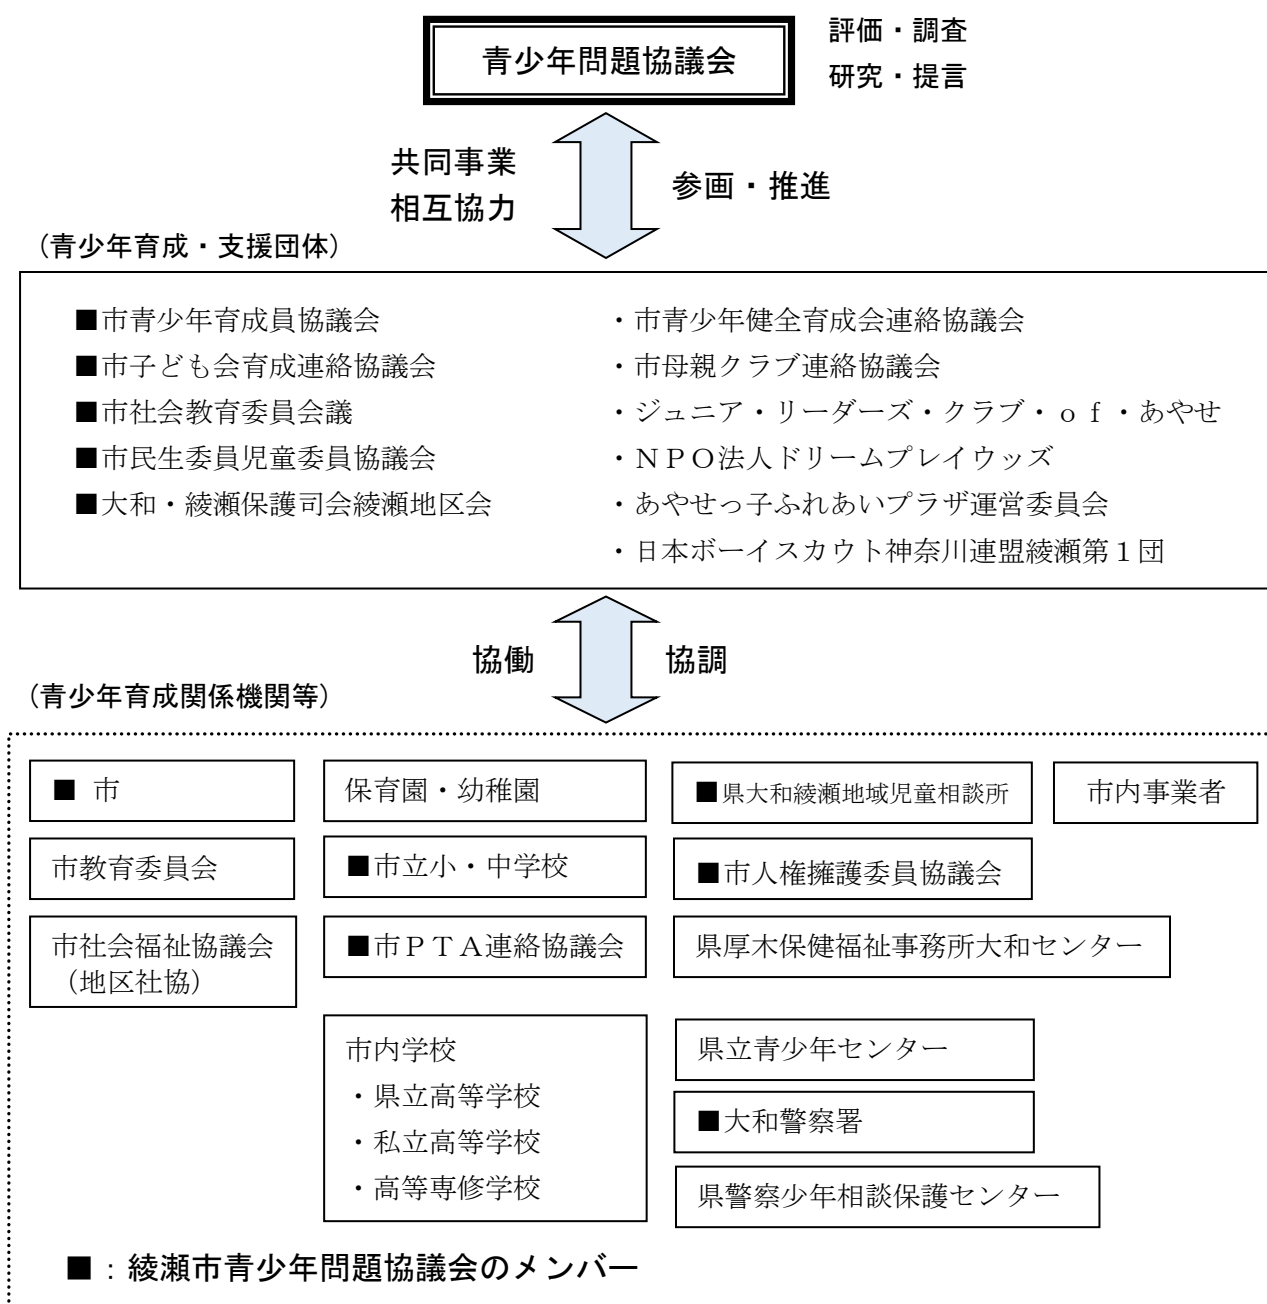 青少年問題協議会
評価・調査
研究・提言
共同事業
相互協力
参画・推進
(青少年育成・支援団体)
■市青少年育成員協議会
■市子ども会育成連絡協議会
■市社会教育委員会議
■市民生委員児童委員協議会
■大和・綾瀬保護司会綾瀬地区会
・市青少年健全育成会連絡協議会
・市母親クラブ連絡協議会
・ジュニア・リーダーズ・クラブ・ｏｆ・あやせ
・ＮＰＯ法人ドリームプレイウッズ
・あやせっ子ふれあいプラザ運営委員会
・日本ボーイスカウト神奈川連盟綾瀬第１団
協働
協調
(青少年育成関係機関等)
■ 市
市教育委員会
市社会福祉協議会
（地区社協）
保育園・幼稚園
■市立小・中学校
■市ＰＴＡ連絡協議会
市内学校
・県立高等学校
・私立高等学校
・高等専修学校
■県大和綾瀬地域児童相談所
■市人権擁護委員協議会
県厚木保健福祉事務所大和センター
県立青少年センター
■大和警察署
県警察少年相談保護センター
市内事業者
■：綾瀬市青少年問題協議会のメンバー